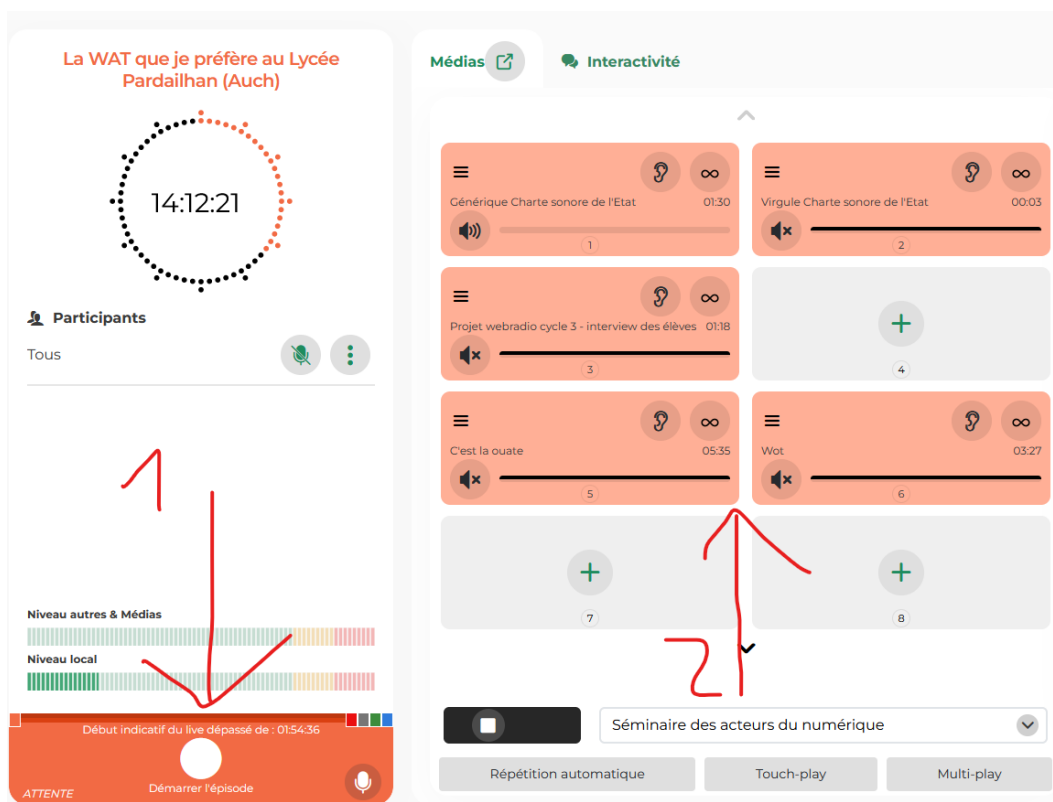 La WAT que je préfère au Lycée
Pardailhan (Auch)
14:12:21
Participants
Tous
1
Niveau autres & Médias
Niveau local
Début indicatif du live dépassé de : 01:54:36
Démarrer l'épisode
ATTENTE
Médias
Interactivité
Générique Charte sonore de l'Etat 01:30
1
Virgule Charte sonore de l'Etat 00:03
2
Projet webradio cycle 3 - interview des élèves 01:18
3
4
C'est la ouate 05:35
5
Wot 03:27
6
7
8
2
Séminaire des acteurs du numérique
Répétition automatique
Touch-play
Multi-play